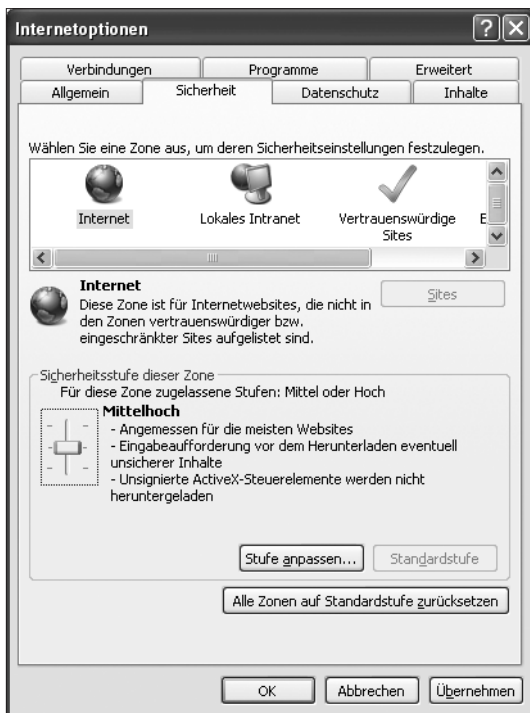 Internetoptionen
Verbindungen Programme Erweitert
Allgemein Sicherheit Datenschutz Inhalte
Wählen Sie eine Zone aus, um deren Sicherheitseinstellungen festzulegen.
Internet Lokales Intranet Vertrauenswürdige E
Sites
Internet
Sites
Diese Zone ist für Internetwebsites, die nicht in
den Zonen vertrauenswürdiger bzw.
eingeschränkter Sites aufgelistet sind.
Sicherheitsstufe dieser Zone
Für diese Zone zugelassene Stufen: Mittel oder Hoch
Mittelhoch
- Angemessen für die meisten Websites
- Eingabeaufforderung vor dem Herunterladen eventuell
unsicherer Inhalte
- Unsignierte ActiveX-Steuerelemente werden nicht
heruntergeladen
Stufe anpassen... Standardstufe
Alle Zonen auf Standardstufe zurücksetzen
OK Abbrechen Übernehmen